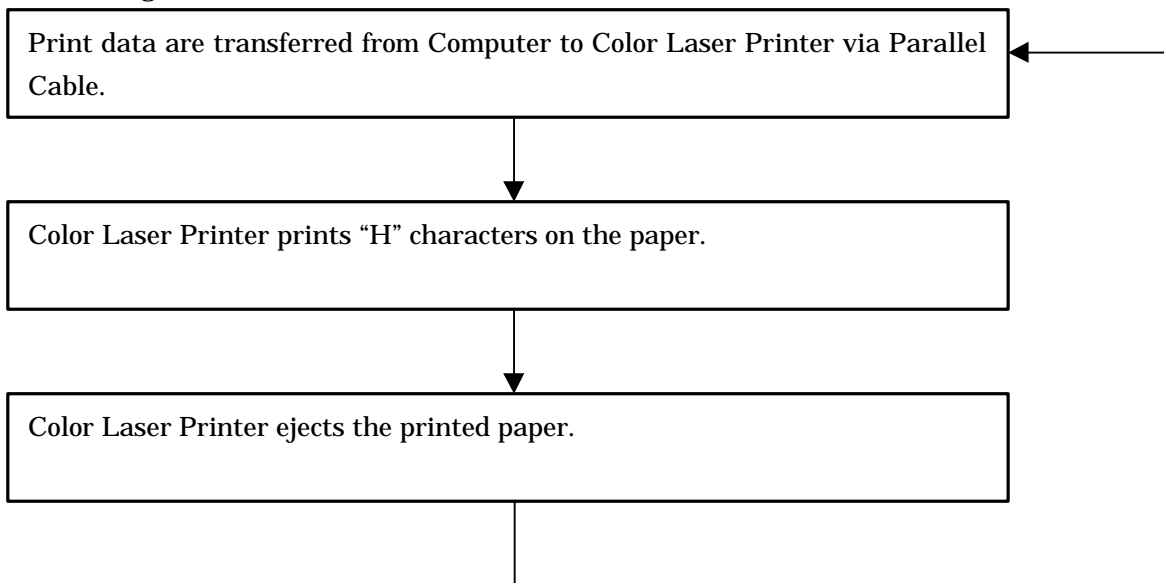 Print data are transferred from Computer to Color Laser Printer via Parallel
Cable.
Color Laser Printer prints “H” characters on the paper.
Color Laser Printer ejects the printed paper.